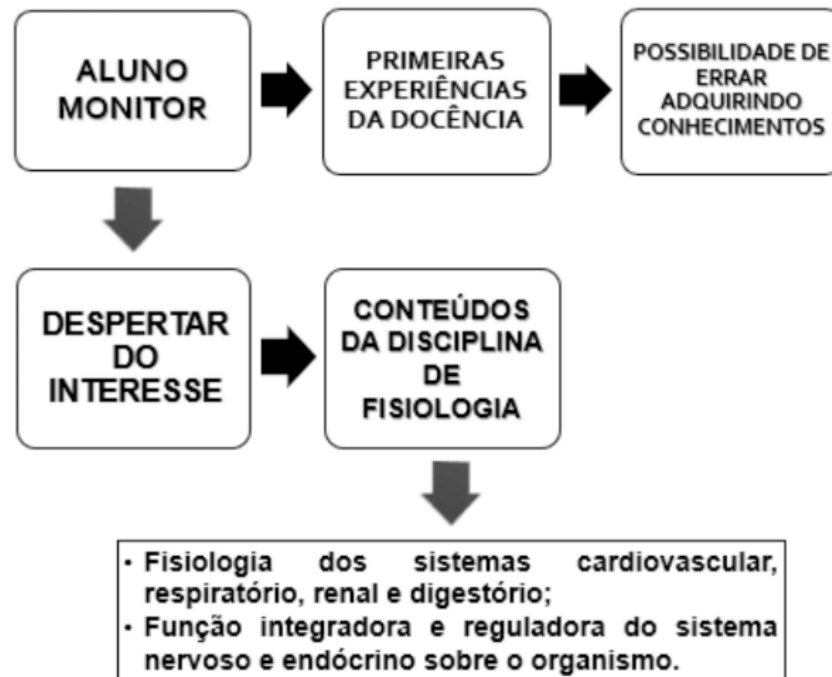 ALUNO
MONITOR
PRIMEIRAS
EXPERIÊNCIAS
DA DOCÊNCIA
POSSIBILIDADE DE
ERRAR
ADQUIRINDO
CONHECIMENTOS
DESPERTAR
DO
INTERESSE
CONTEÚDOS
DA DISCIPLINA
DE
FISIOLOGIA
• Fisiologia dos sistemas cardiovascular,
respiratório, renal e digestório;
• Função integradora e reguladora do sistema
nervoso e endócrino sobre o organismo.